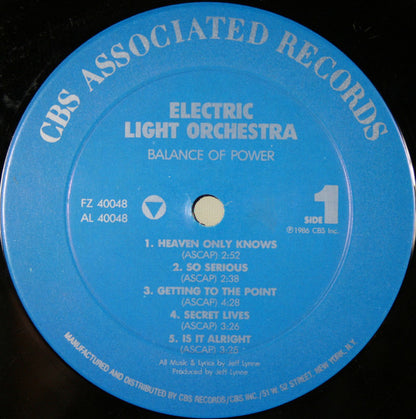 CBS ASSOCIATED RECORDS
ELECTRIC
LIGHT ORCHESTRA
BALANCE OF POWER
FZ 40048
AL 40048
SIDE 1
℗1986 CBS Inc.
1. HEAVEN ONLY KNOWS
(ASCAP) 2:52
2. SO SERIOUS
(ASCAP) 2:38
3. GETTING TO THE POINT
(ASCAP) 4:28
4. SECRET LIVES
(ASCAP) 3:26
5. IS IT ALRIGHT
(ASCAP) 3:25
All Music & Lyrics by Jeff Lynne
Produced by Jeff Lynne
MANUFACTURED AND DISTRIBUTED BY CBS RECORDS/CBS INC./51 W. 52 STREET, NEW YORK, N.Y.